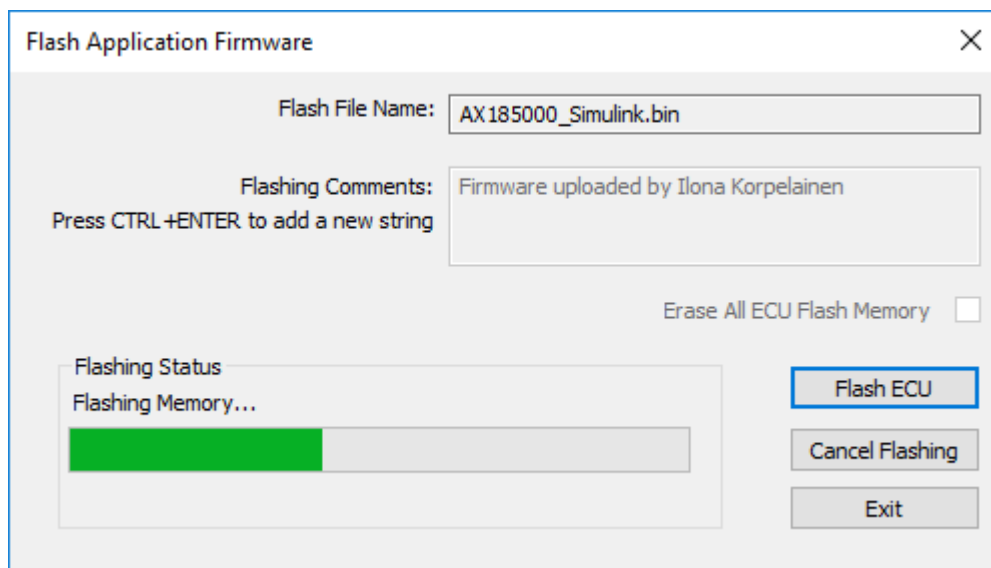 Flash Application Firmware
Flash File Name: AX185000_Simulink.bin
Flashing Comments: Firmware uploaded by Ilona Korpelainen
Press CTRL+ENTER to add a new string
Erase All ECU Flash Memory
Flashing Status
Flashing Memory...
Flash ECU
Cancel Flashing
Exit